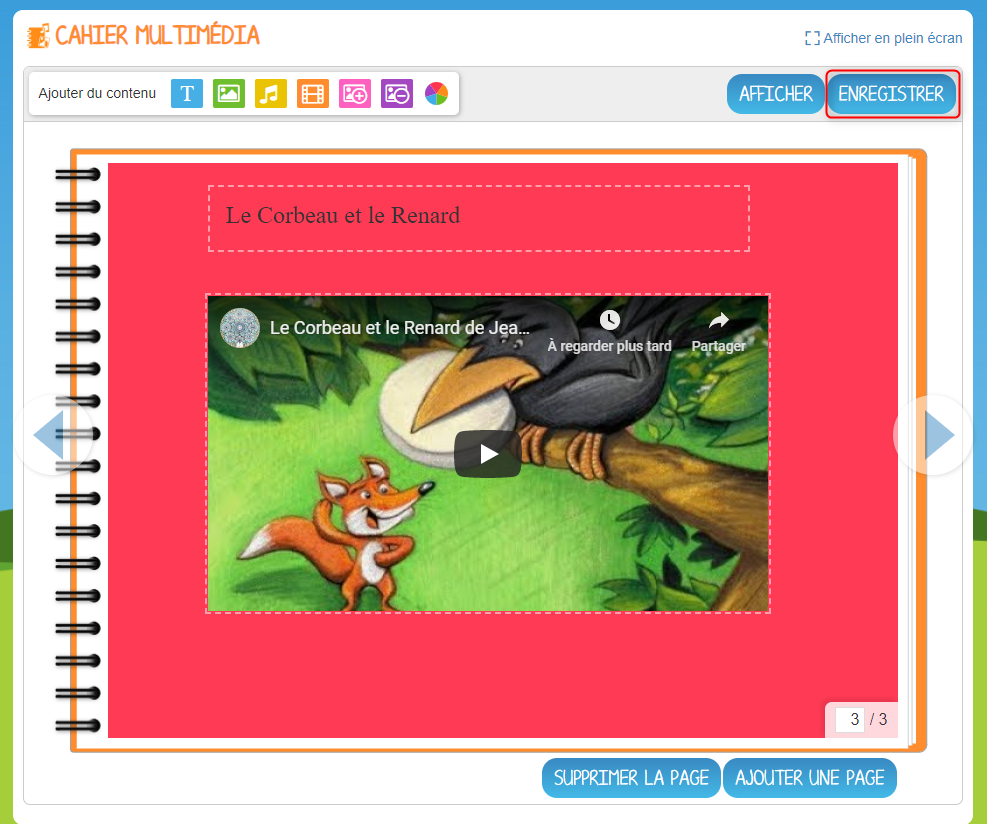 CAHIER MULTIMÉDIA
Afficher en plein écran
Ajouter du contenu T
AFFICHER ENREGISTRER
Le Corbeau et le Renard
Le Corbeau et le Renard de Jea...
À regarder plus tard Partager
3 / 3
SUPPRIMER LA PAGE AJOUTER UNE PAGE